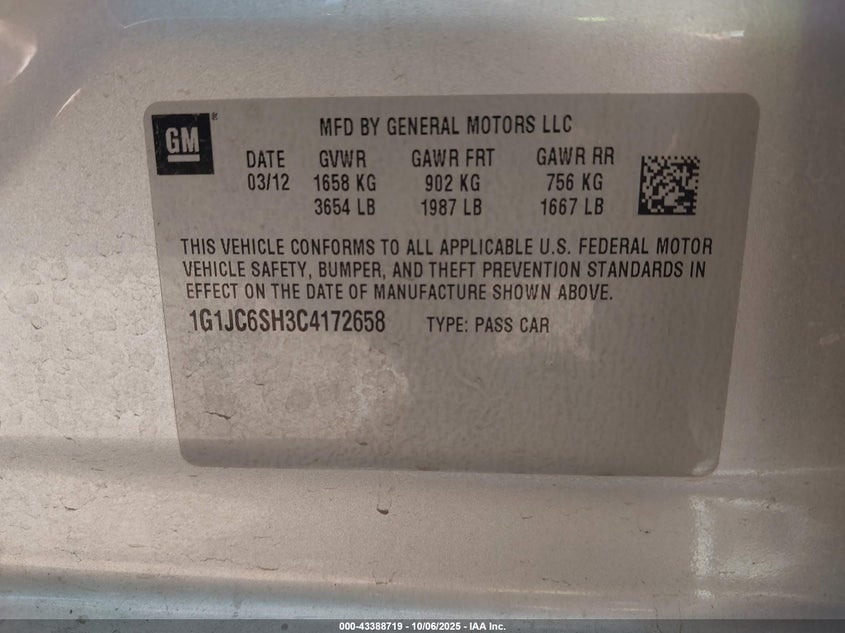 GM®
MFD BY GENERAL MOTORS LLC
DATE GVWR GAWR FRT GAWR RR
03/12 1658 KG 902 KG 756 KG
3654 LB 1987 LB 1667 LB
THIS VEHICLE CONFORMS TO ALL APPLICABLE U.S. FEDERAL MOTOR
VEHICLE SAFETY, BUMPER, AND THEFT PREVENTION STANDARDS IN
EFFECT ON THE DATE OF MANUFACTURE SHOWN ABOVE.
1G1JC6SH3C4172658 TYPE: PASS CAR
000-43388719 - 10/06/2025 - IAA Inc.